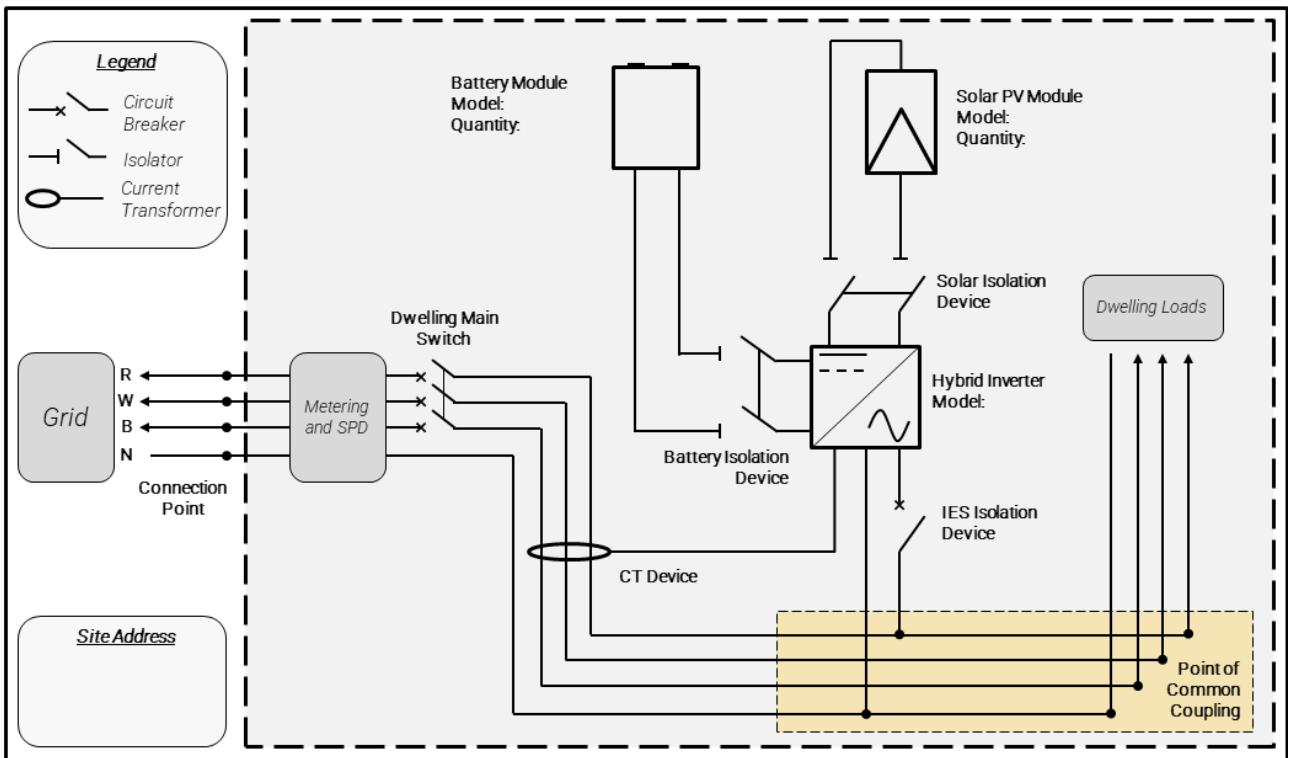 Legend
Circuit
Breaker
Isolator
Current
Transformer
Battery Module
Model:
Quantity:
Solar PV Module
Model:
Quantity:
Solar Isolation
Device
Dwelling Loads
Dwelling Main
Switch
Grid
R
W
B
N
Metering
and SPD
Connection
Point
Hybrid Inverter
Model:
Battery Isolation
Device
IES Isolation
Device
CT Device
Site Address
Point of
Common
Coupling